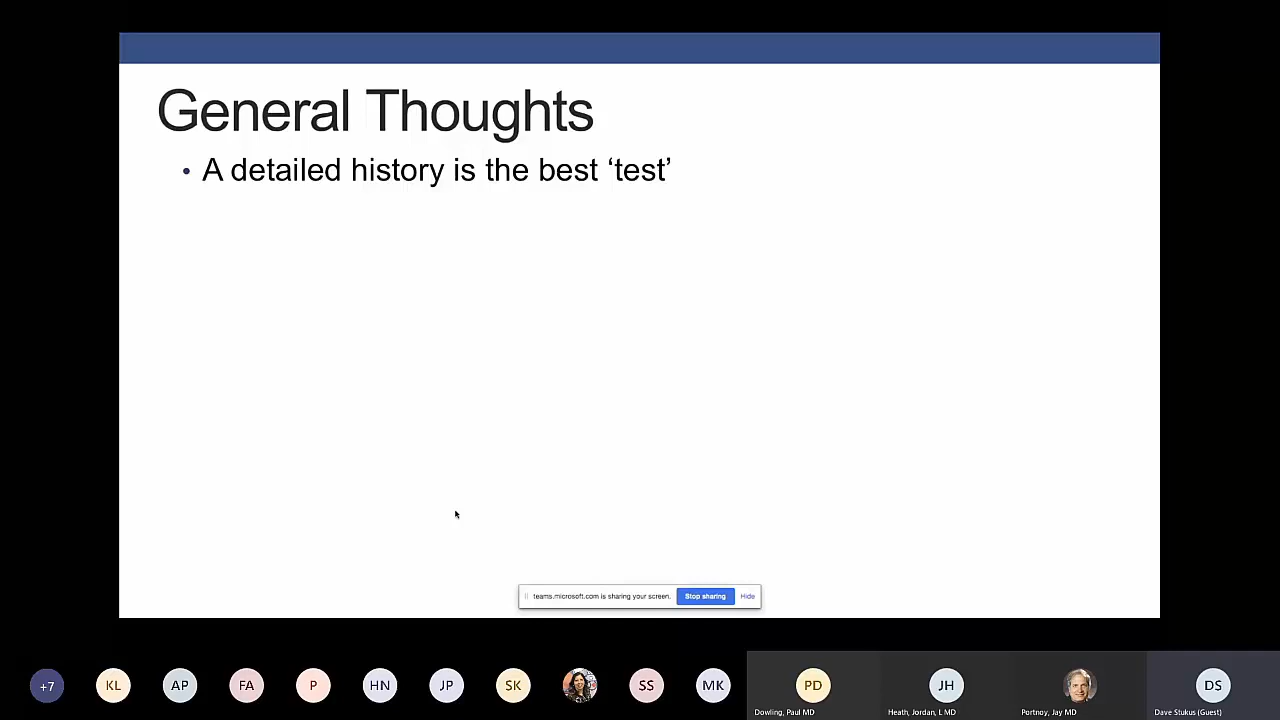 General Thoughts
• A detailed history is the best ‘test’
teams.microsoft.com is sharing your screen. Stop sharing Hide
+7 KL AP FA P HN JP SK SS MK PD JH DS
Dowling, Paul MD Heath, Jordan, L MD Portnoy, Jay MD Dave Stukus (Guest)